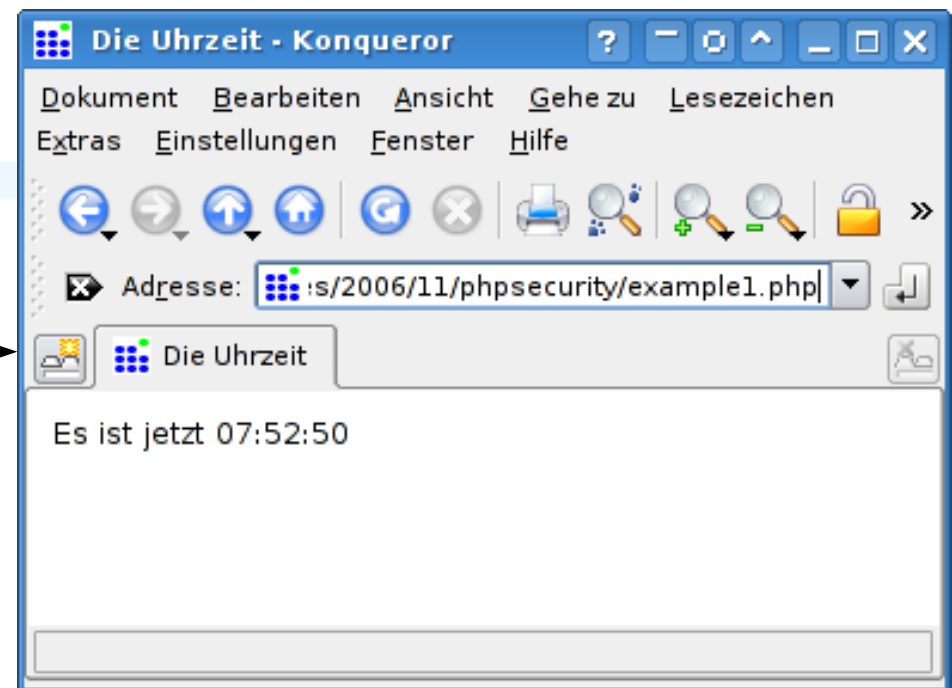 Die Uhrzeit - Konqueror
Dokument Bearbeiten Ansicht Gehe zu Lesezeichen
Extras Einstellungen Fenster Hilfe
Adresse: :s/2006/11/phpsecurity/example1.php
Die Uhrzeit
Es ist jetzt 07:52:50